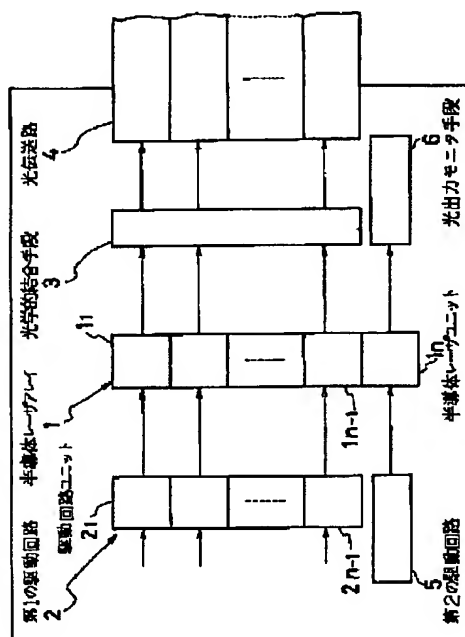 第1の駆動回路
2
駆動回路ユニット
21
2n-1
第2の駆動回路
5
半導体レーザアレイ
1
11
1n-1
1n
半導体レーザユニット
光学的結合手段
3
光伝送路
4
6
光出力モニタ手段